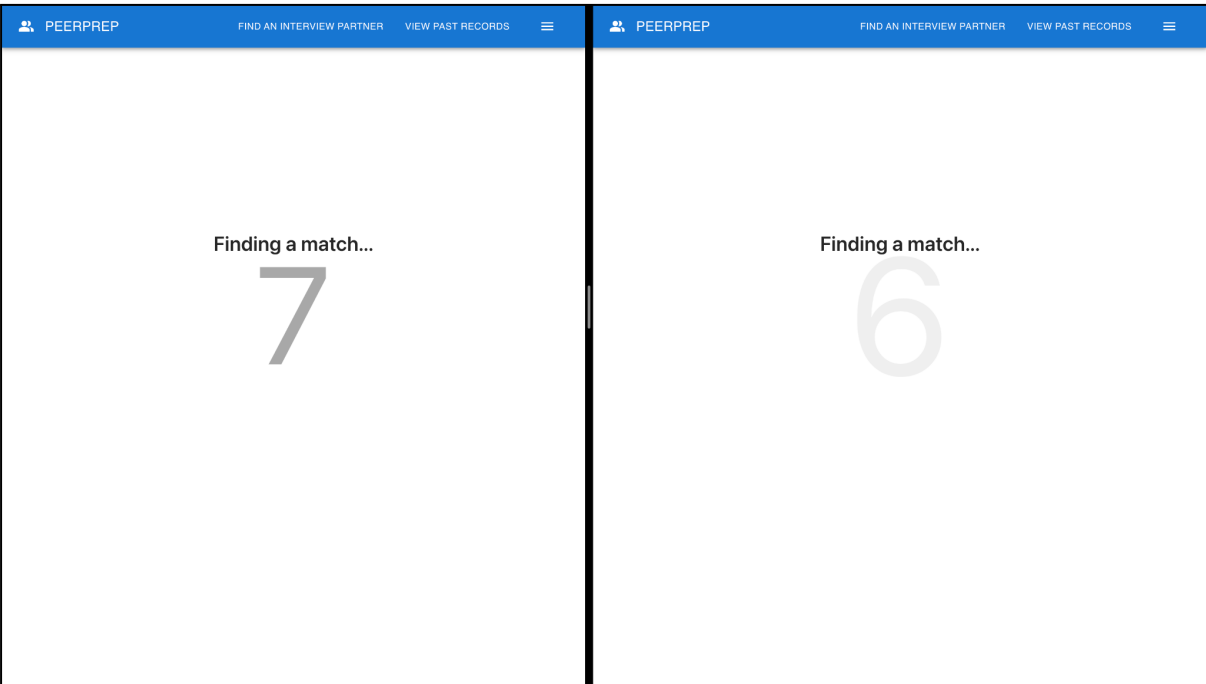 PEERPREP FIND AN INTERVIEW PARTNER VIEW PAST RECORDS
Finding a match...
7
PEERPREP FIND AN INTERVIEW PARTNER VIEW PAST RECORDS
Finding a match...
6